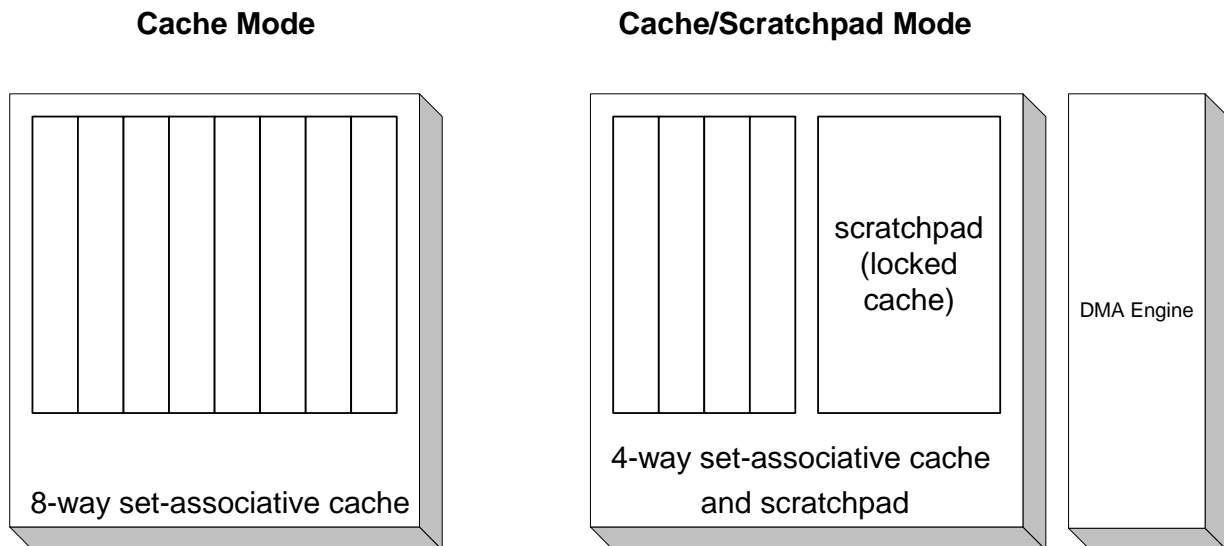 Cache Mode
Cache/Scratchpad Mode
scratchpad
(locked
cache)
DMA Engine
8-way set-associative cache
4-way set-associative cache
and scratchpad